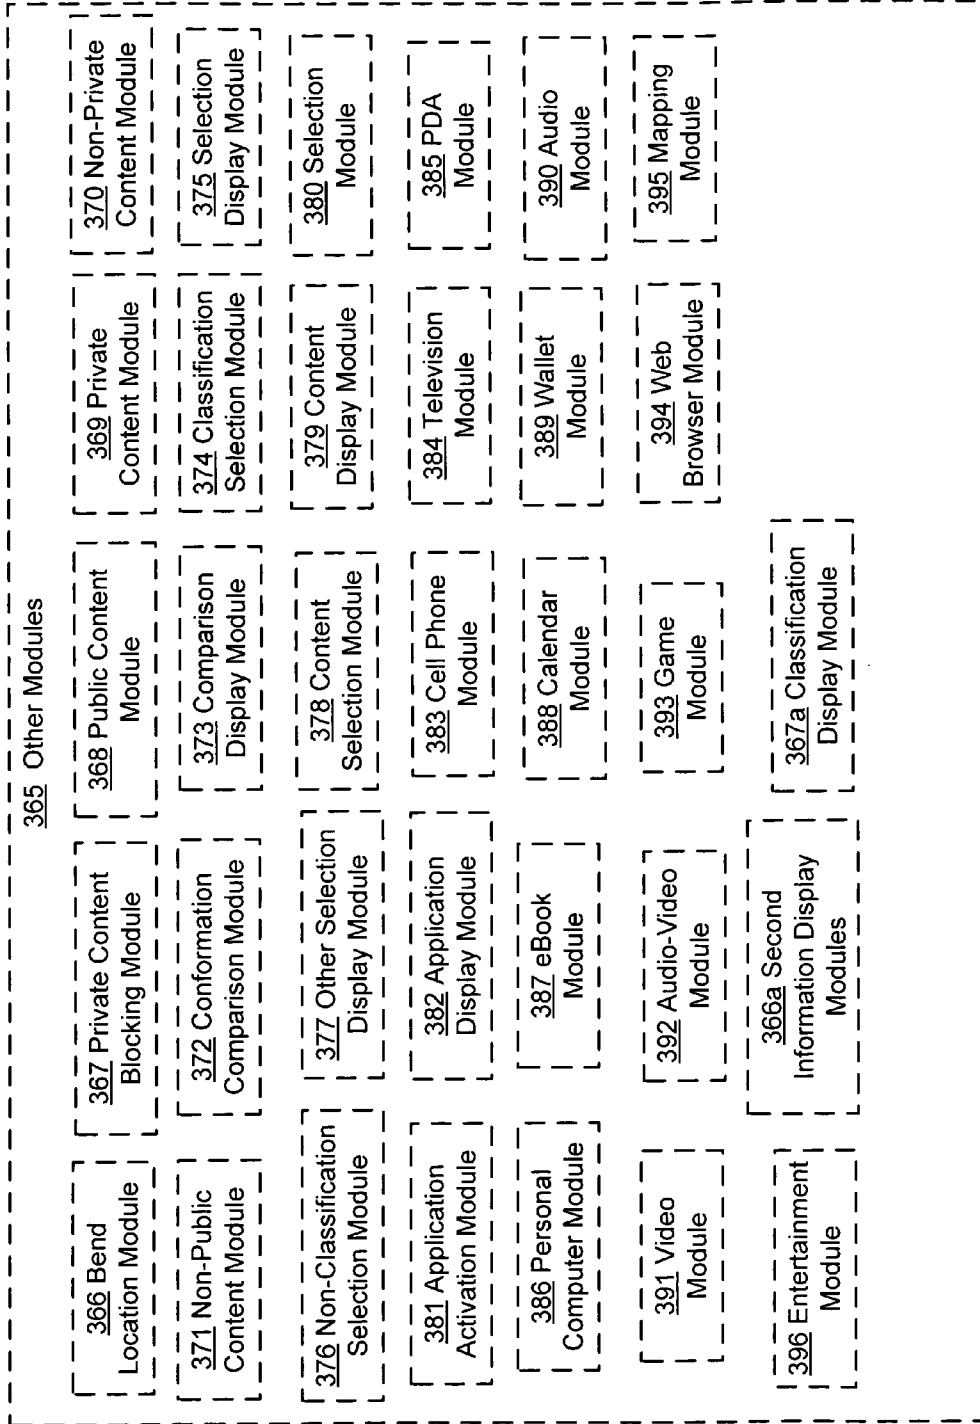 365 Other Modules
366 Bend
Location Module
367 Private Content
Blocking Module
368 Public Content
Module
369 Private
Content Module
370 Non-Private
Content Module
371 Non-Public
Content Module
372 Conformation
Comparison Module
373 Comparison
Display Module
374 Classification
Selection Module
375 Selection
Display Module
376 Non-Classification
Selection Module
377 Other Selection
Display Module
378 Content
Selection Module
379 Content
Display Module
380 Selection
Module
381 Application
Activation Module
382 Application
Display Module
383 Cell Phone
Module
384 Television
Module
385 PDA
Module
386 Personal
Computer Module
387 eBook
Module
388 Calendar
Module
389 Wallet
Module
390 Audio
Module
391 Video
Module
392 Audio-Video
Module
393 Game
Module
394 Web
Browser Module
395 Mapping
Module
396 Entertainment
Module
366a Second
Information Display
Modules
367a Classification
Display Module